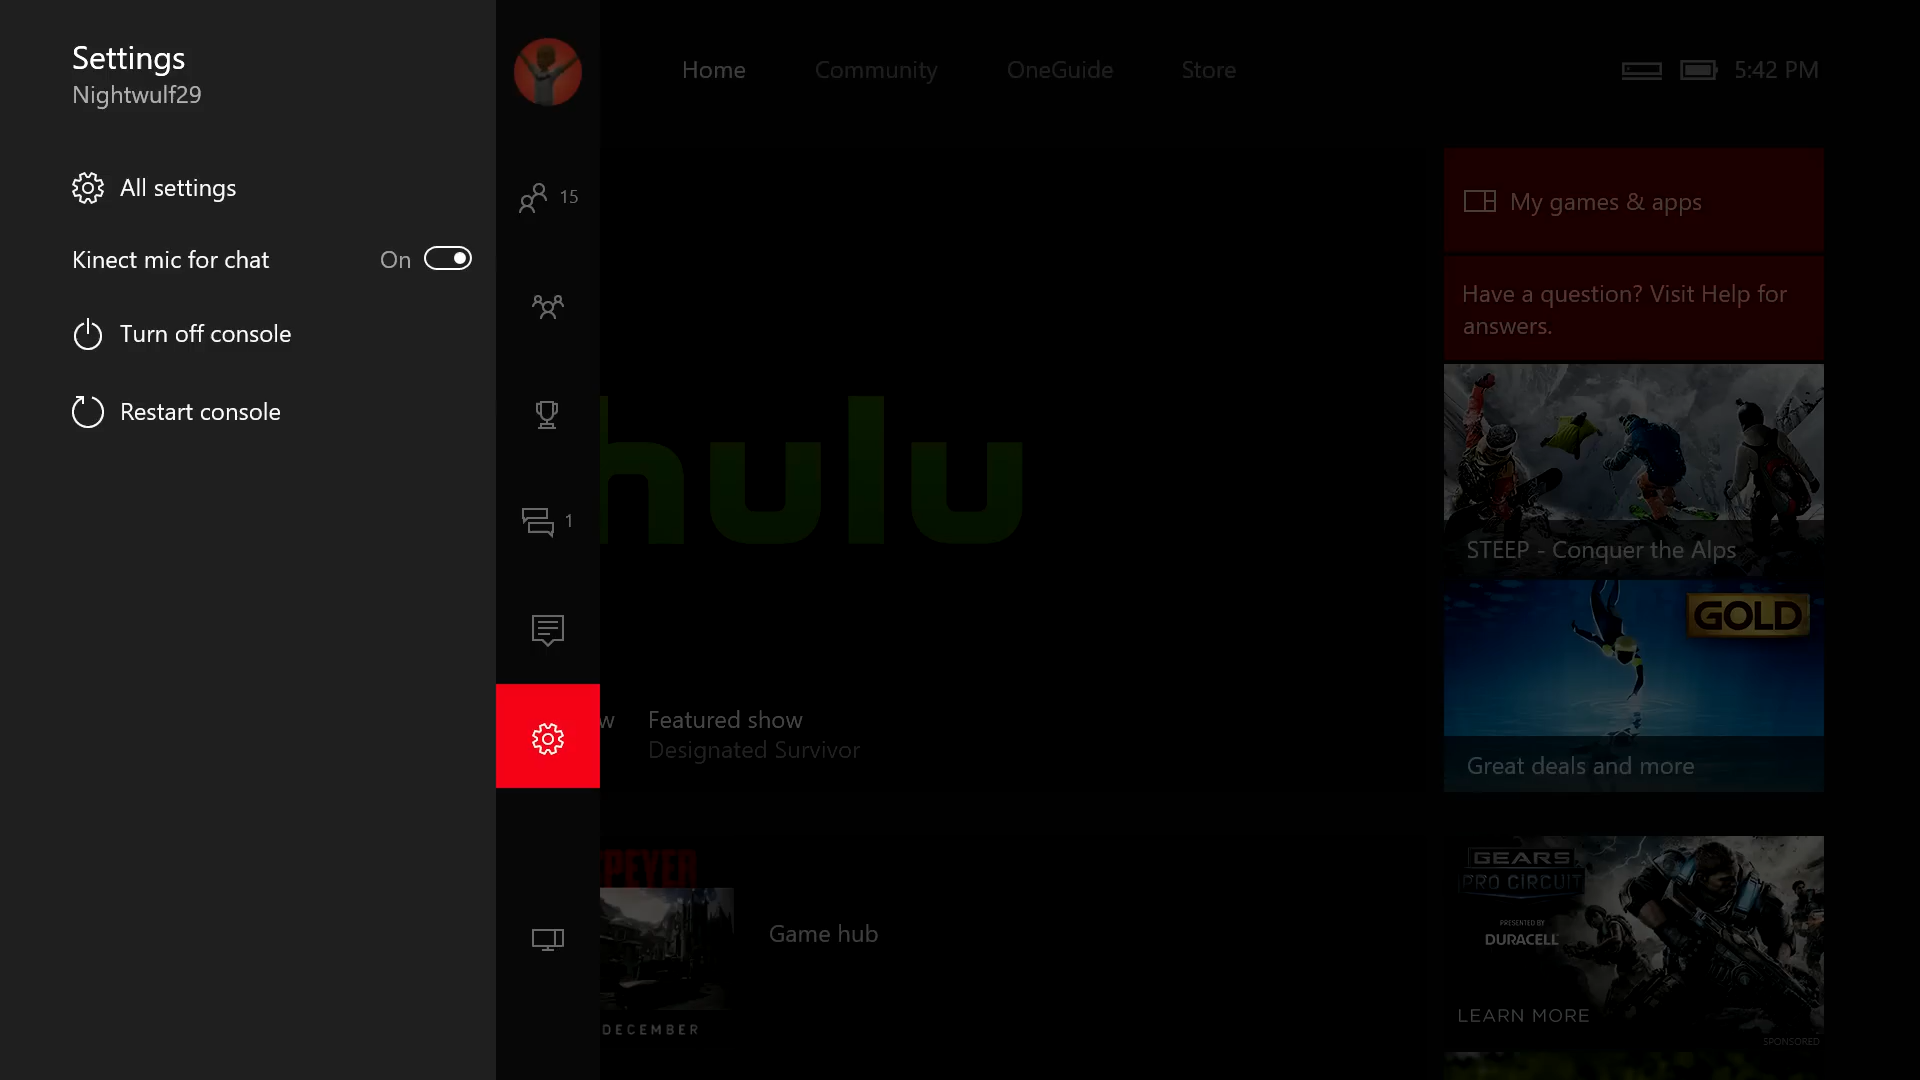 Settings
Nightwulf29
All settings
Kinect mic for chat
On
Turn off console
Restart console
15
1
Home
Community
OneGuide
Store
5:42 PM
hulu
w
Featured show
Designated Survivor
PEYER
Game hub
DECEMBER
My games & apps
Have a question? Visit Help for
answers.
STEEP - Conquer the Alps
GOLD
Great deals and more
GEARS
PRO CIRCUIT
PRESENTED BY
DURACELL
LEARN MORE
SPONSORED